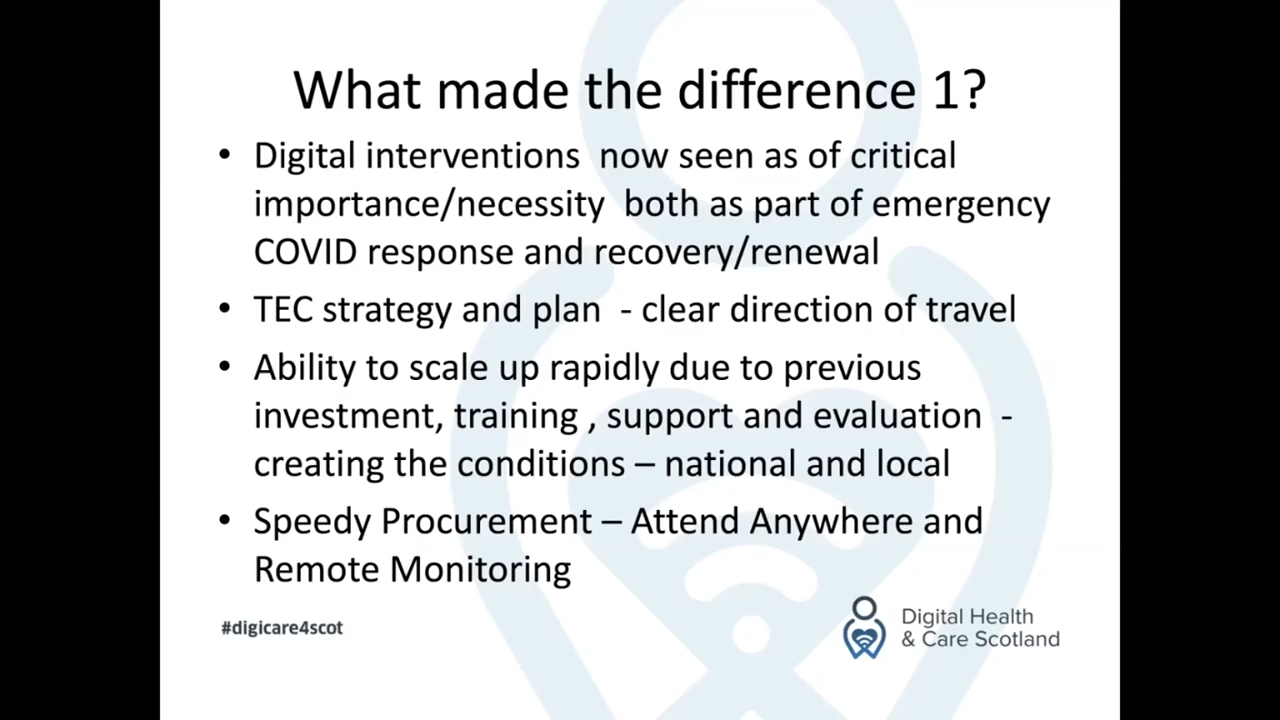 What made the difference 1?
• Digital interventions  now seen as of critical
importance/necessity  both as part of emergency
COVID response and recovery/renewal
• TEC strategy and plan  - clear direction of travel
• Ability to scale up rapidly due to previous
investment, training , support and evaluation  -
creating the conditions – national and local
• Speedy Procurement – Attend Anywhere and
Remote Monitoring
#digicare4scot
Digital Health
& Care Scotland